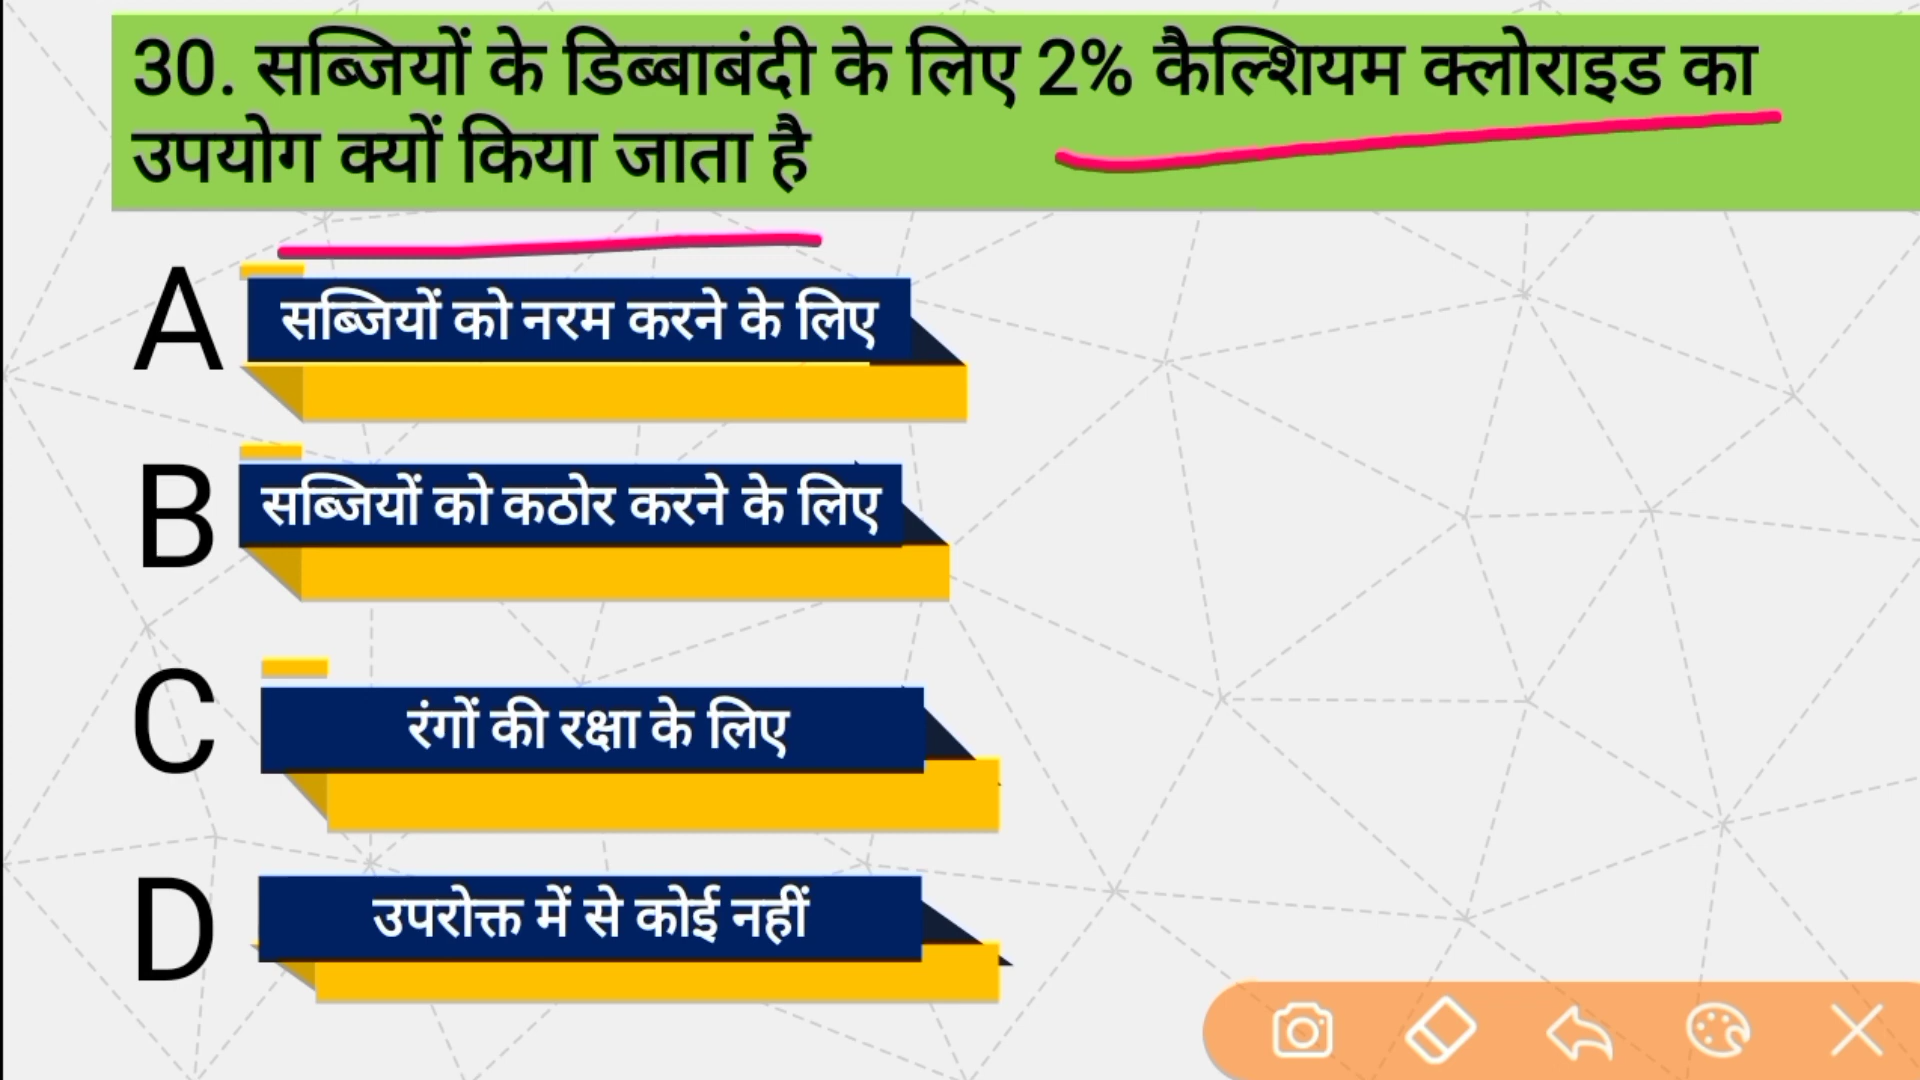 30. सब्जियों के डिब्बाबंदी के लिए 2% कैल्शियम क्लोराइड का
उपयोग क्यों किया जाता है
A सब्जियों को नरम करने के लिए
B सब्जियों को कठोर करने के लिए
C रंगों की रक्षा के लिए
D उपरोक्त में से कोई नहीं